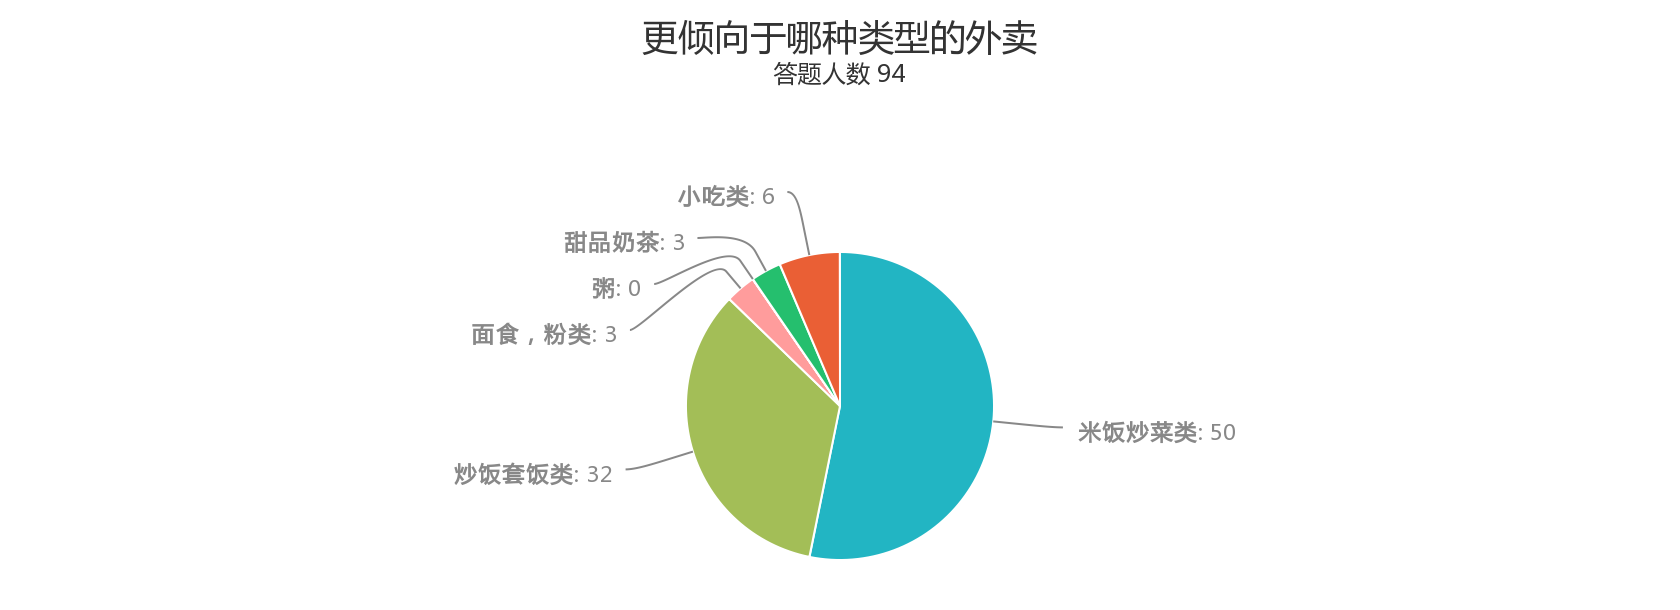 更倾向于哪种类型的外卖
答题人数 94
小吃类: 6
甜品奶茶: 3
粥: 0
面食，粉类: 3
米饭炒菜类: 50
炒饭套饭类: 32